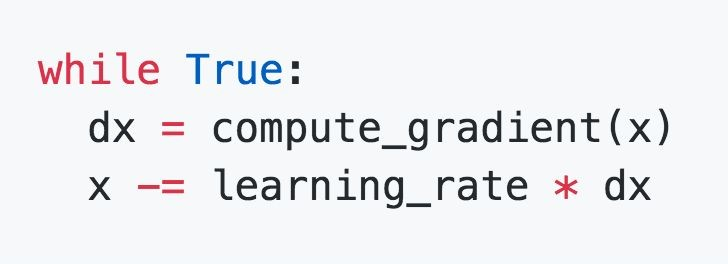 while True:
  dx = compute_gradient(x)
  x -= learning_rate * dx